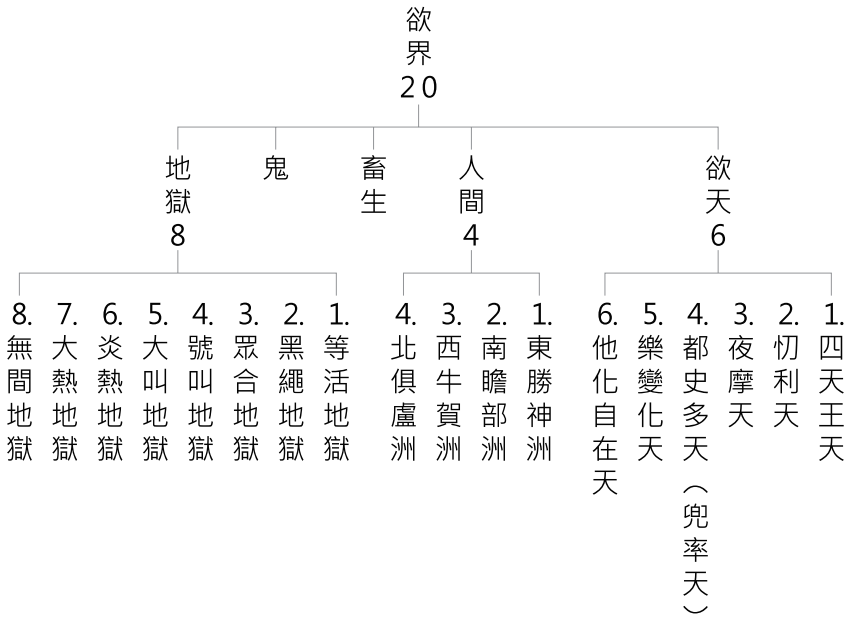 欲界20
欲天6
人間4
畜生
鬼
地獄8
1.四天王天
2.忉利天
3.夜摩天
4.都史多天（兜率天）
5.樂變化天
6.他化自在天
1.東勝神洲
2.南瞻部洲
3.西牛賀洲
4.北俱盧洲
1.等活地獄
2.黑繩地獄
3.眾合地獄
4.號叫地獄
5.大叫地獄
6.炎熱地獄
7.大熱地獄
8.無間地獄